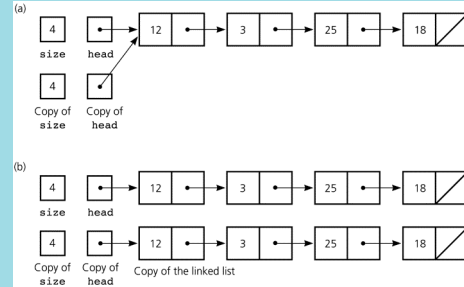 (a)
4 12 3 25 18
size head
4
Copy of Copy of
size head
(b)
4 12 3 25 18
size head
4 12 3 25 18
Copy of Copy of Copy of the linked list
size head